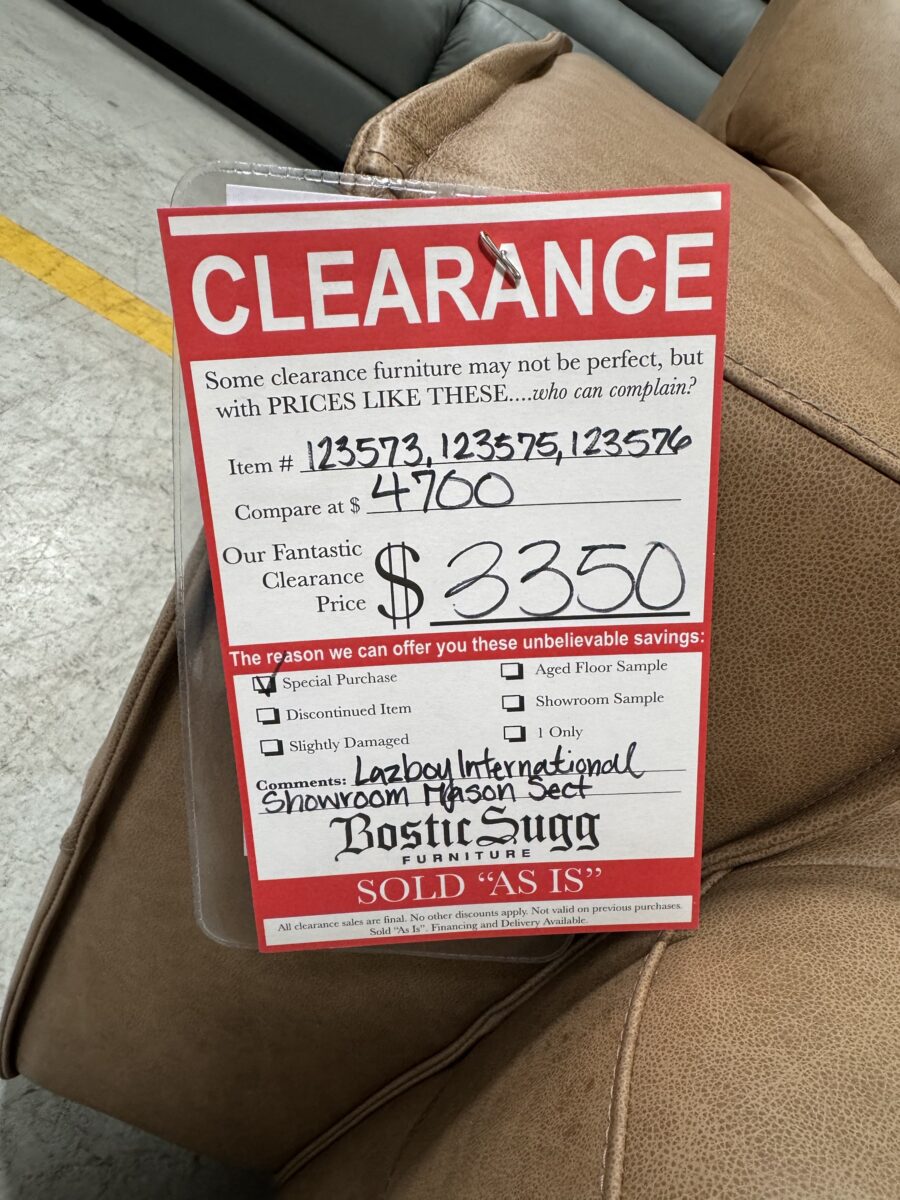 CLEARANCE
Some clearance furniture may not be perfect, but
with PRICES LIKE THESE....who can complain?
Item # 123573, 123575, 123576
Compare at $ 4700
Our Fantastic
Clearance
Price $ 3350
The reason we can offer you these unbelievable savings:
Special Purchase
Aged Floor Sample
Discontinued Item
Showroom Sample
Slightly Damaged
1 Only
Comments: Lazboy International
Showroom Mason Sect
Bostic Sugg
FURNITURE
SOLD "AS IS"
All clearance sales are final. No other discounts apply. Not valid on previous purchases.
Sold "As Is". Financing and Delivery Available.